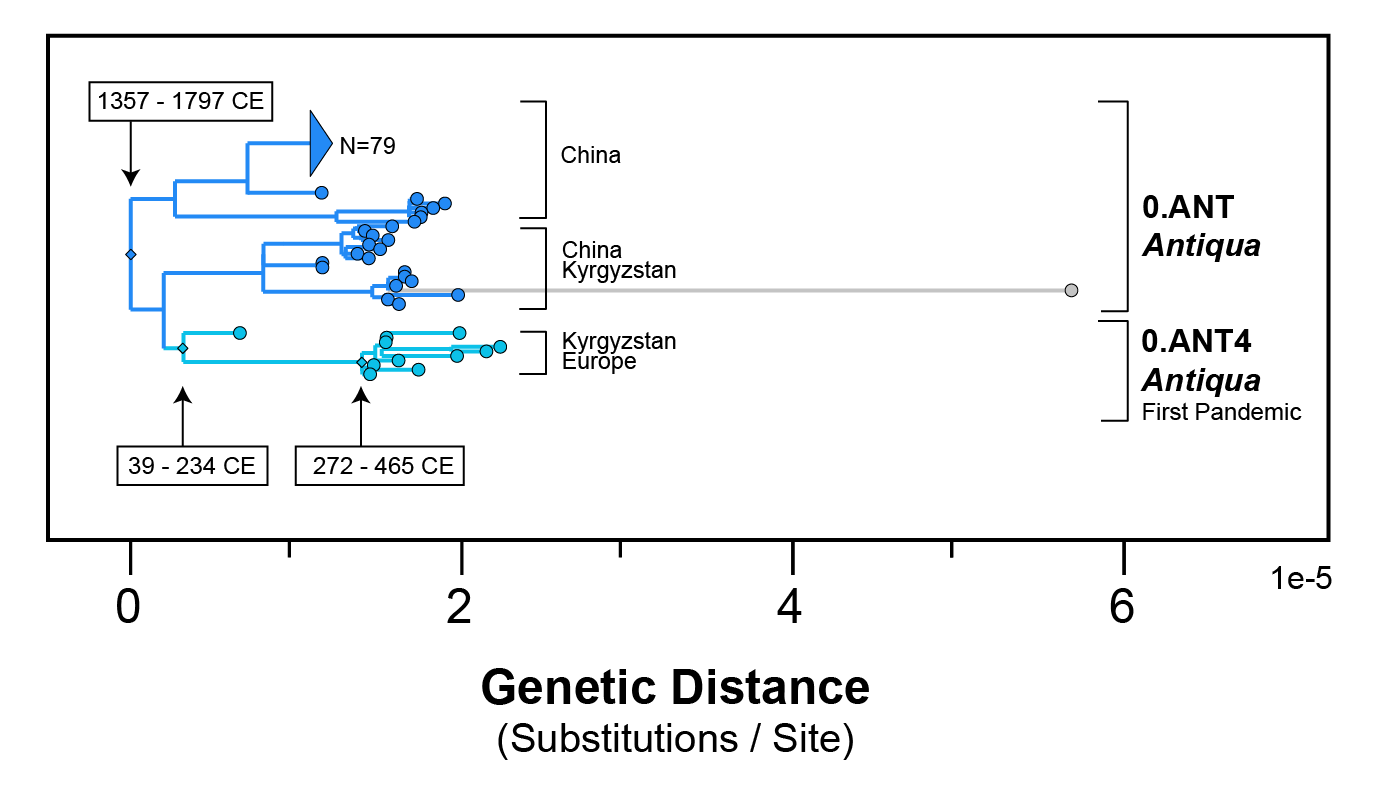 1357 - 1797 CE
N=79
China
China
Kyrgyzstan
0.ANT
Antiqua
Kyrgyzstan
Europe
0.ANT4
Antiqua
First Pandemic
39 - 234 CE
272 - 465 CE
0
2
4
6
1e-5
Genetic Distance
(Substitutions / Site)